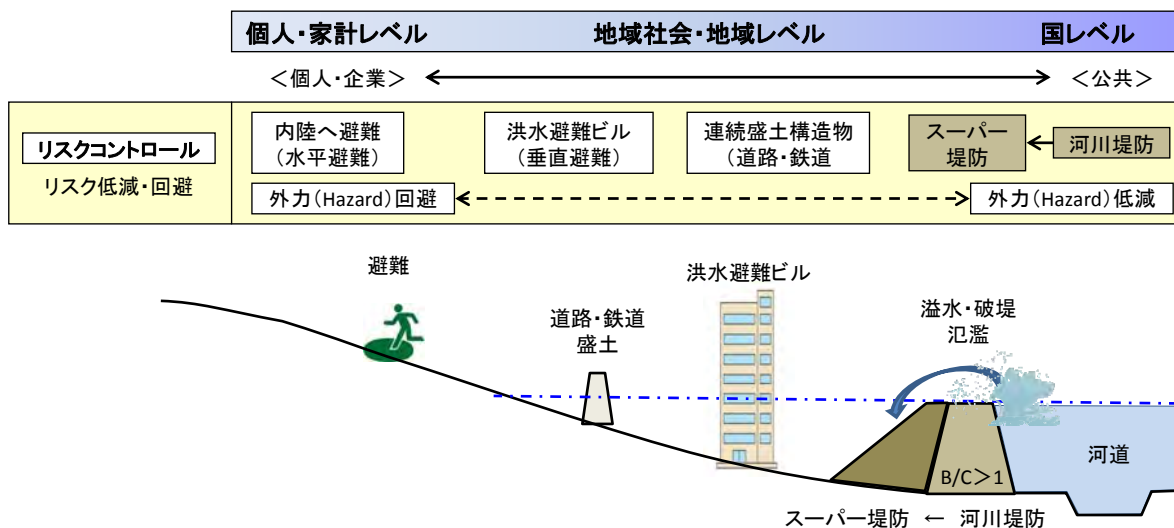 個人・家計レベル 地域社会・地域レベル 国レベル
＜個人・企業＞ ＜公共＞
リスクコントロール
リスク低減・回避
内陸へ避難
（水平避難）
洪水避難ビル
（垂直避難）
連続盛土構造物
（道路・鉄道
スーパー
堤防
河川堤防
外力（Hazard）回避
外力（Hazard）低減
避難
道路・鉄道
盛土
洪水避難ビル
溢水・破堤
氾濫
河道
B/C＞1
スーパー堤防 ← 河川堤防